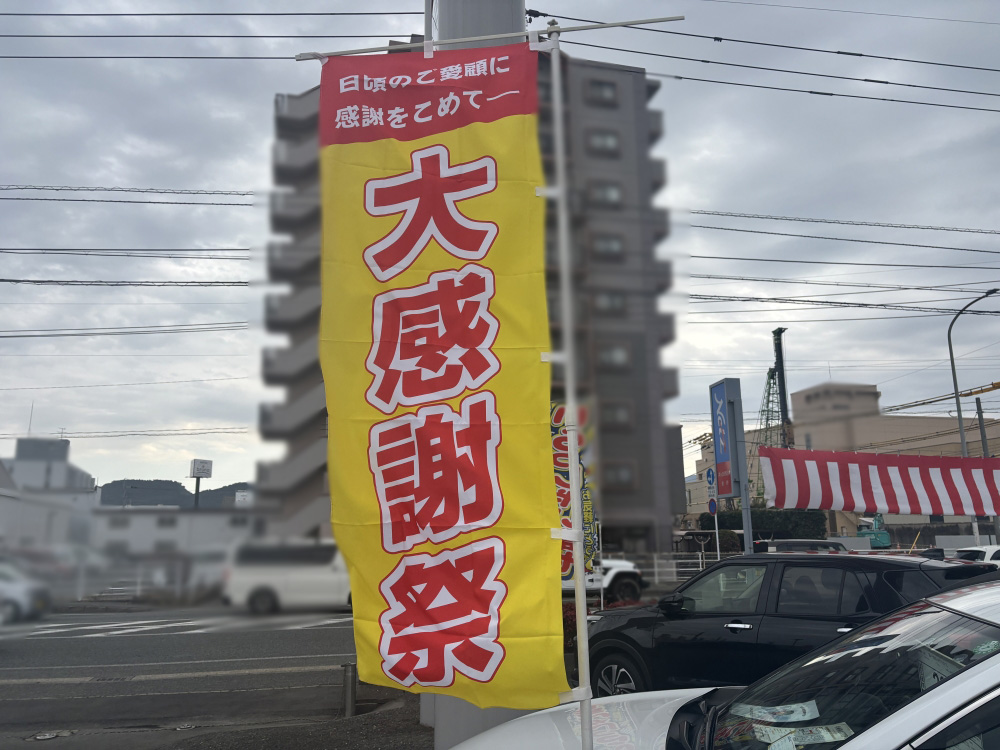 日頃のご愛顧に
感謝をこめて―
大感謝祭